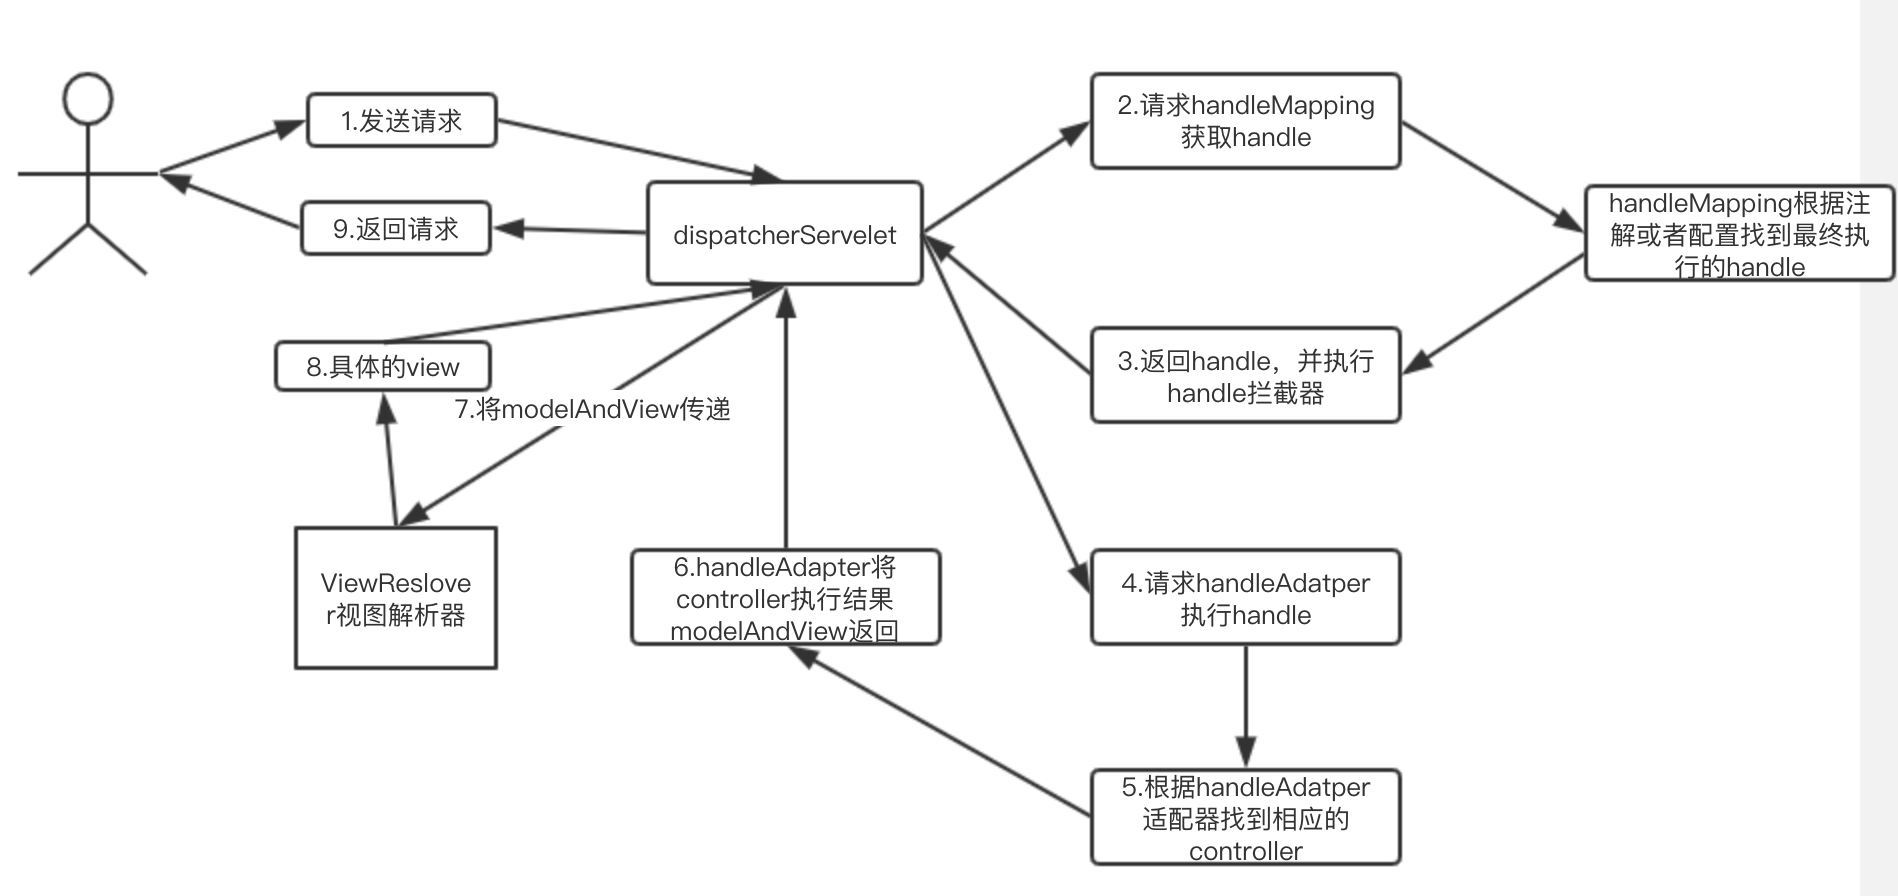 1.发送请求
2.请求handleMapping
获取handle
handleMapping根据注
解或者配置找到最终执
行的handle
9.返回请求
dispatcherServelet
3.返回handle，并执行
handle拦截器
8.具体的view
7.将modelAndView传递
ViewReslove
r视图解析器
6.handleAdapter将
controller执行结果
modelAndView返回
4.请求handleAdatper
执行handle
5.根据handleAdatper
适配器找到相应的
controller